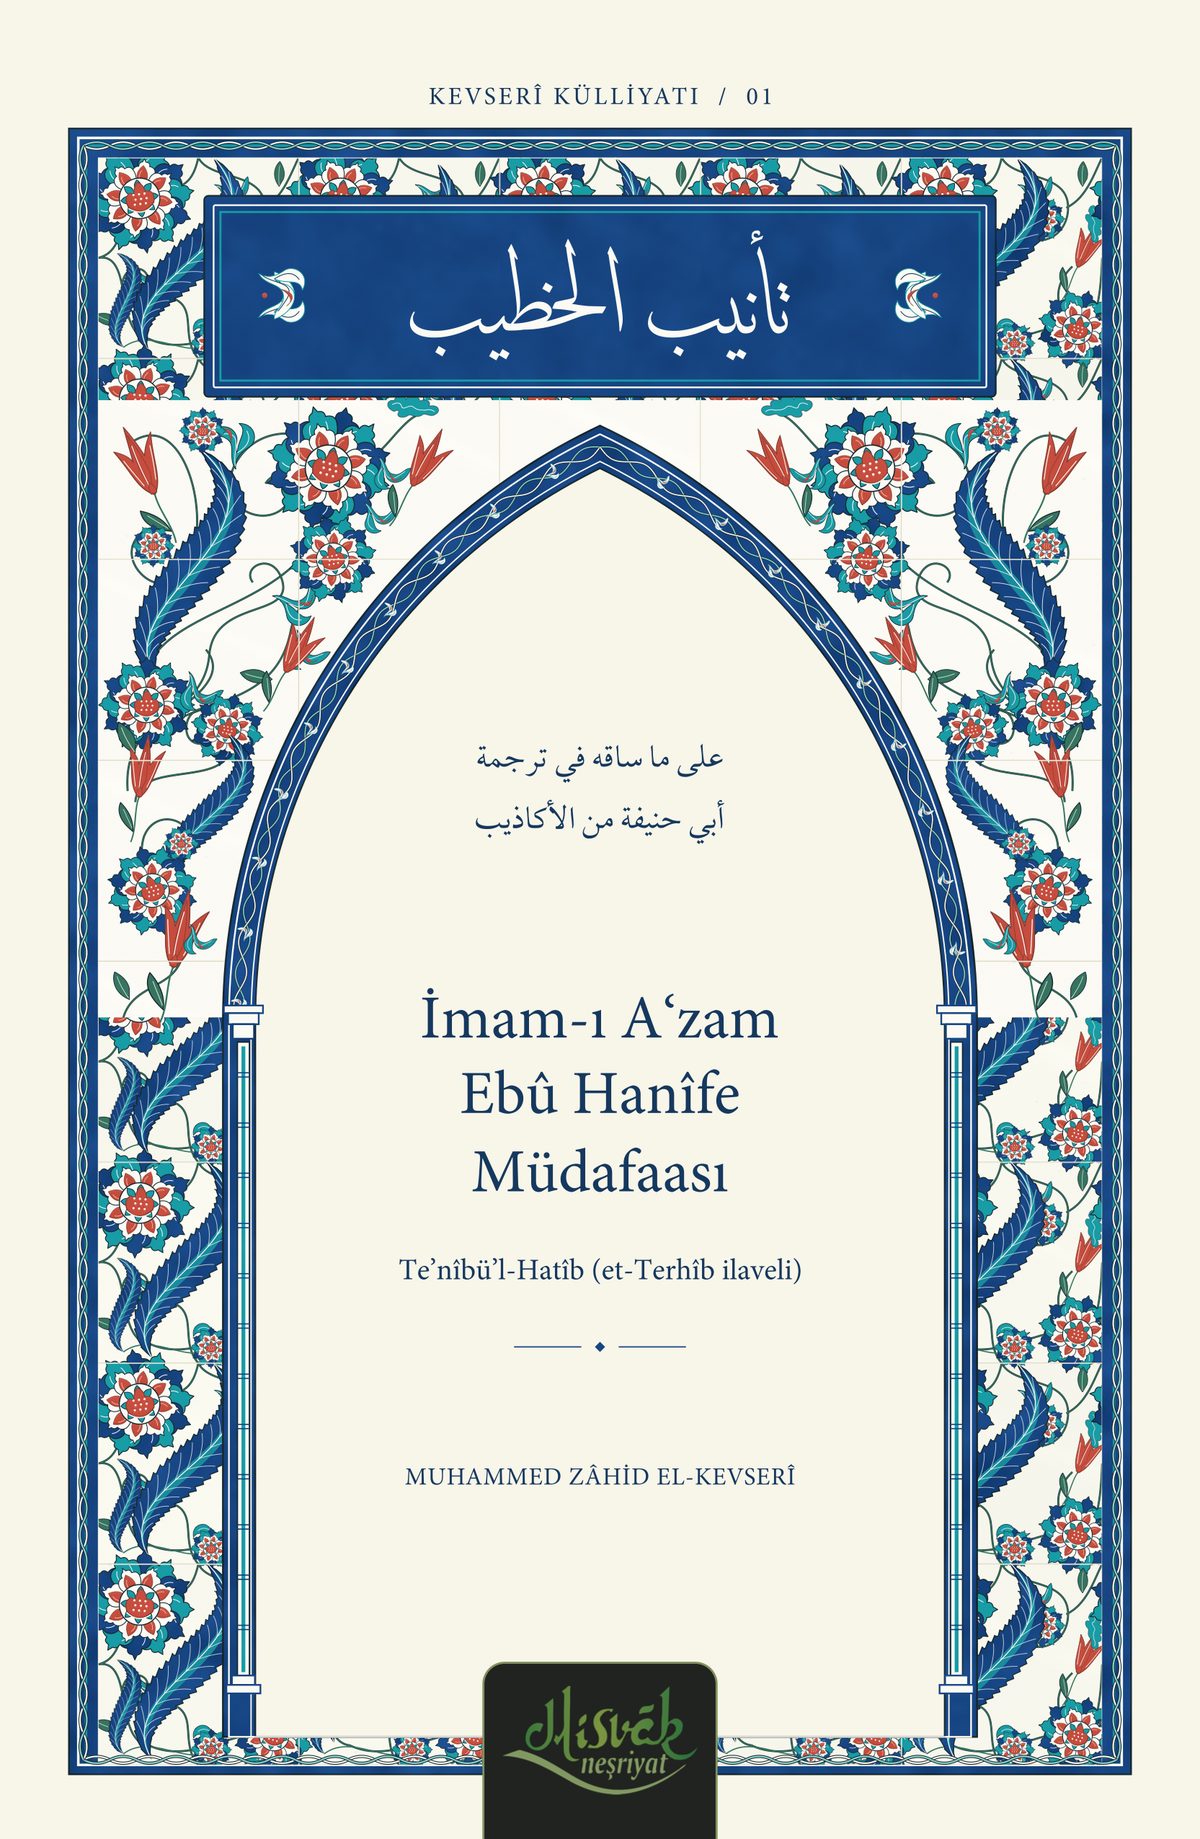 KEVSERÎ KÜLLİYATI / 01
تأنيب الخطيب
على ما ساقه في ترجمة
أبي حنيفة من الأكاذيب
İmam-ı A‘zam
Ebû Hanîfe
Müdafaası
Te’nîbü’l-Hatîb (et-Terhîb ilaveli)
MUHAMMED ZÂHİD EL-KEVSERÎ
Misvāk
neşriyat